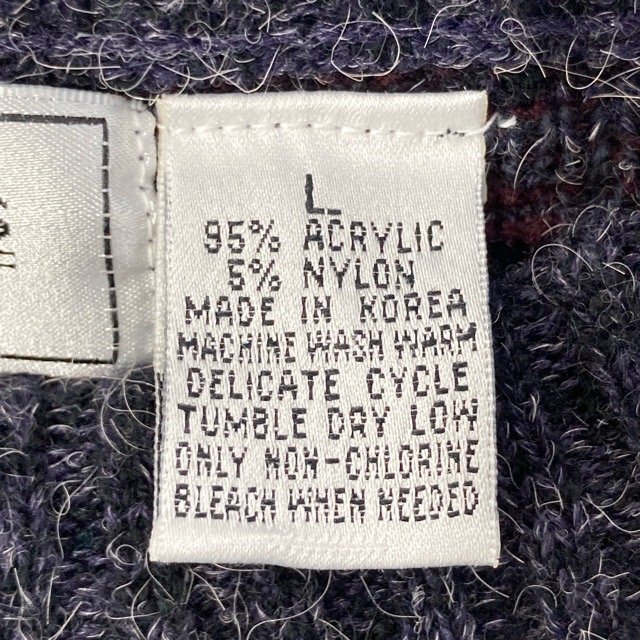 L
95% ACRYLIC
5% NYLON
MADE IN KOREA
MACHINE WASH WARM
DELICATE CYCLE
TUMBLE DRY LOW
ONLY NON-CHLORINE
BLEACH WHEN NEEDED